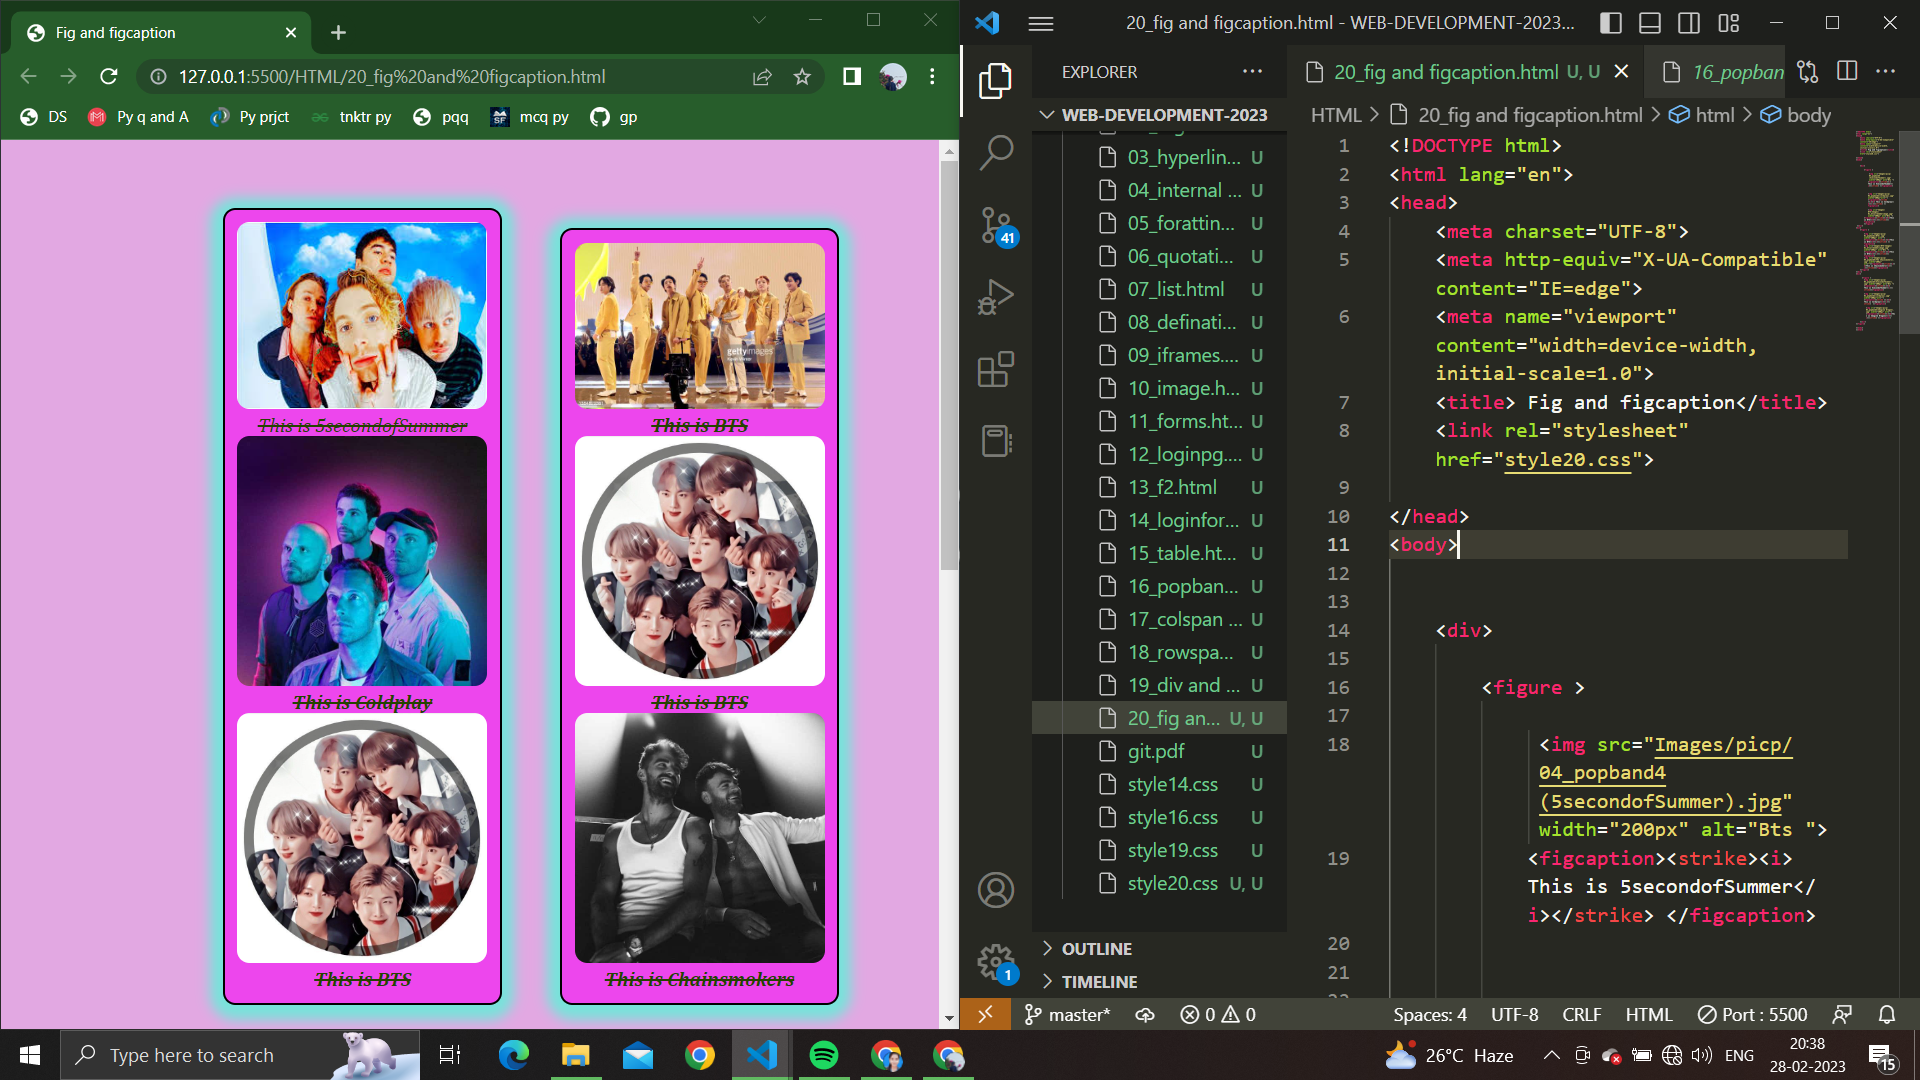 Fig and figcaption
127.0.0.1:5500/HTML/20_fig%20and%20figcaption.html
DS
Py q and A
Py prjct
tnktr py
pqq
SF
mcq py
gp
This is 5secondofSummer
This is Coldplay
This is BTS
gettyimages
This is BTS
This is BTS
This is Chainsmokers
20_fig and figcaption.html - WEB-DEVELOPMENT-2023...
EXPLORER
WEB-DEVELOPMENT-2023
03_hyperlin... U
04_internal ... U
05_forattin... U
06_quotati... U
07_list.html U
08_definati... U
09_iframes.... U
10_image.h... U
11_forms.ht... U
12_loginpg.... U
13_f2.html U
14_loginfor... U
15_table.ht... U
16_popban... U
17_colspan ... U
18_rowspa... U
19_div and ... U
20_fig an... U, U
git.pdf U
style14.css U
style16.css U
style19.css U
style20.css U, U
OUTLINE
TIMELINE
41
1
20_fig and figcaption.html U, U
16_popban
HTML > 20_fig and figcaption.html > html > body
1 <!DOCTYPE html>
2 <html lang="en">
3 <head>
4 <meta charset="UTF-8">
5 <meta http-equiv="X-UA-Compatible"
content="IE=edge">
6 <meta name="viewport"
content="width=device-width,
initial-scale=1.0">
7 <title> Fig and figcaption</title>
8 <link rel="stylesheet"
href="style20.css">
9
10 </head>
11 <body>
12
13
14 <div>
15
16 <figure >
17
18 <img src="Images/picp/
04_popband4
(5secondofSummer).jpg"
width="200px" alt="Bts ">
19 <figcaption><strike><i>
This is 5secondofSummer</
i></strike> </figcaption>
20
21
master*
0
0
Spaces: 4
UTF-8
CRLF
HTML
Port : 5500
Type here to search
26°C Haze
ENG
20:38
28-02-2023
15